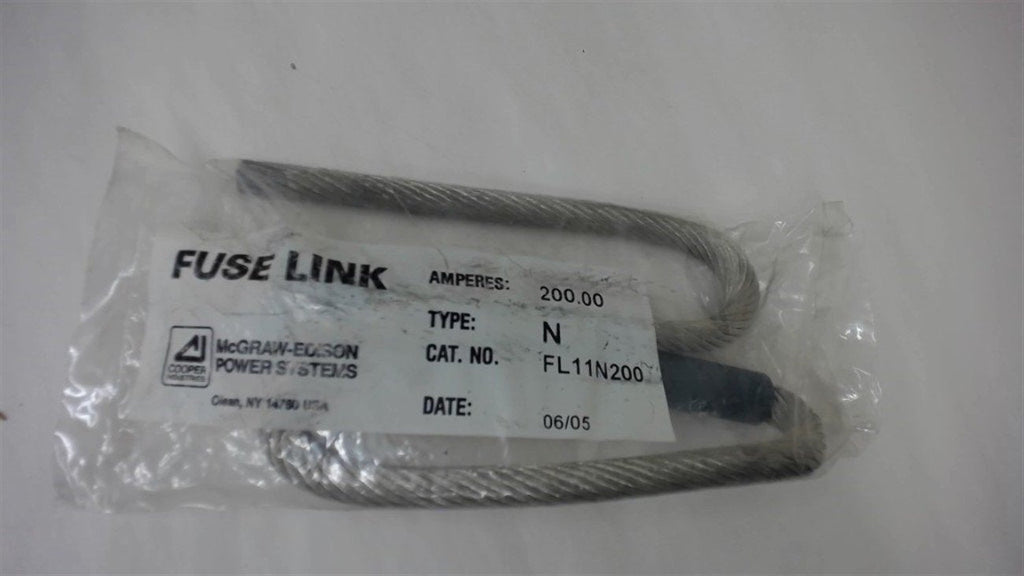 FUSE LINK
AMPERES: 200.00
TYPE: N
CAT. NO. FL11N200
DATE: 06/05
COOPER
INDUSTRIES
McGRAW-EDISON
POWER SYSTEMS
Olean, NY 14760 USA